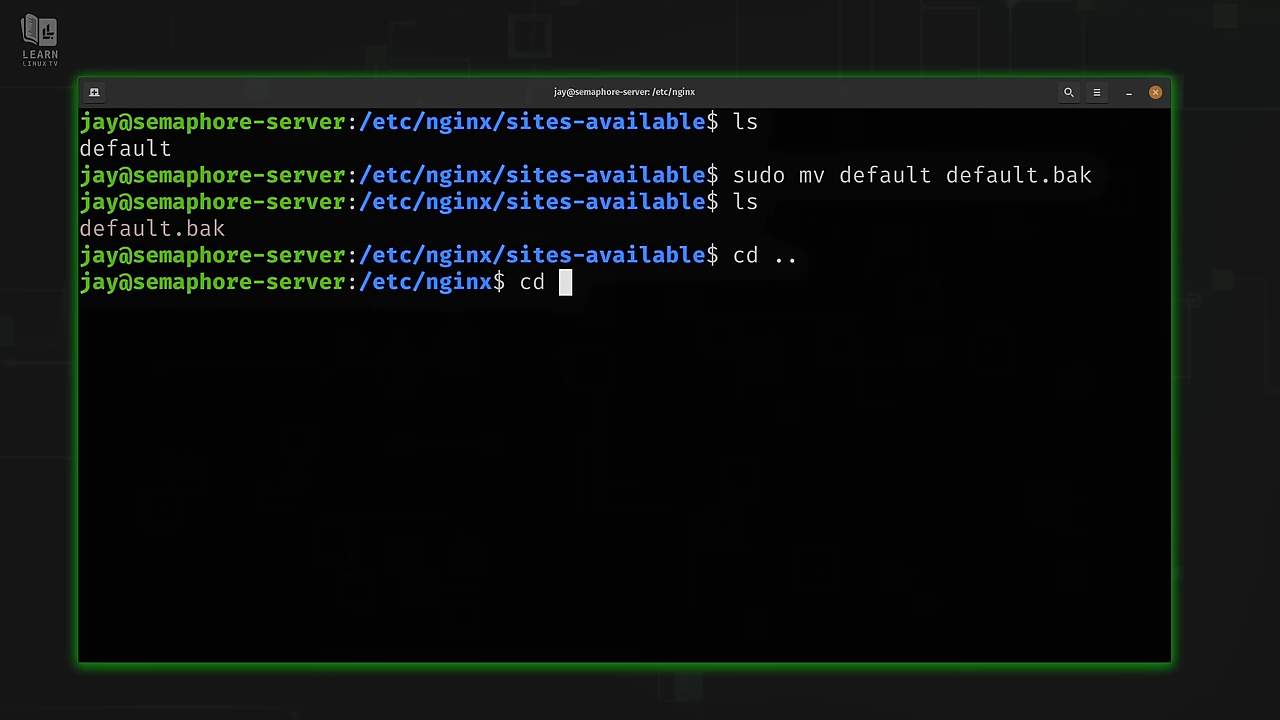 LEARN
LINUX TV
jay@semaphore-server: /etc/nginx
jay@semaphore-server:/etc/nginx/sites-available$ ls
default
jay@semaphore-server:/etc/nginx/sites-available$ sudo mv default default.bak
jay@semaphore-server:/etc/nginx/sites-available$ ls
default.bak
jay@semaphore-server:/etc/nginx/sites-available$ cd ..
jay@semaphore-server:/etc/nginx$ cd